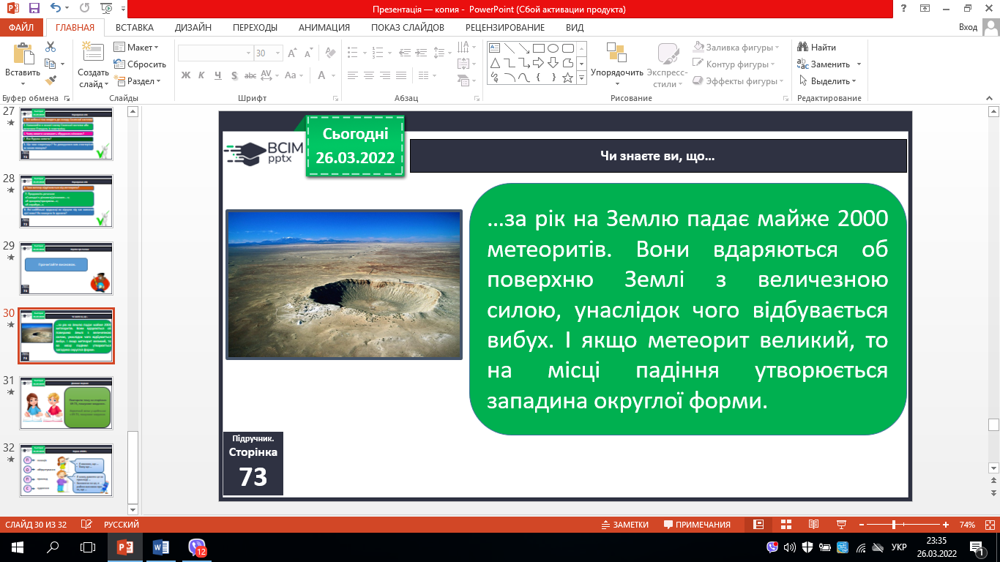 Презентація — копия - PowerPoint (Сбой активации продукта)
ФАЙЛ ГЛАВНАЯ ВСТАВКА ДИЗАЙН ПЕРЕХОДЫ АНИМАЦИЯ ПОКАЗ СЛАЙДОВ РЕЦЕНЗИРОВАНИЕ ВИД Вход
Вставить
Создать слайд
Макет
Сбросить
Раздел
30
Ж К Ч S abc AV Aa A
Упорядочить
Экспресс-стили
Заливка фигуры
Контур фигуры
Эффекты фигуры
Найти
Заменить
Выделить
Буфер обмена Слайды Шрифт Абзац Рисование Редактирование
27
28
29
30
31
32
Сьогодні
26.03.2022
BCIM
pptx
Чи знаєте ви, що...
...за рік на Землю падає майже 2000
метеоритів. Вони вдаряються об
поверхню Землі з величезною
силою, унаслідок чого відбувається
вибух. І якщо метеорит великий, то
на місці падіння утворюється
западина округлої форми.
Підручник.
Сторінка
73
СЛАЙД 30 ИЗ 32 РУССКИЙ ЗАМЕТКИ ПРИМЕЧАНИЯ 74%
12
УКР
23:35
26.03.2022
1